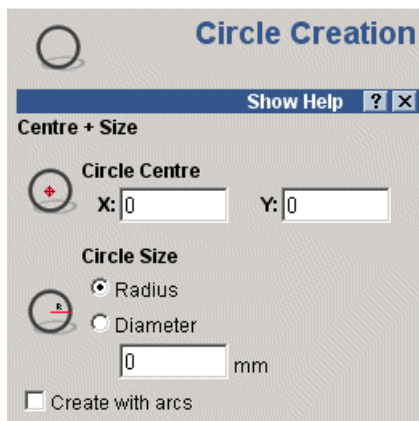 Circle Creation
Show Help ? X
Centre + Size
Circle Centre
X: 0 Y: 0
Circle Size
R Radius
Diameter
0 mm
Create with arcs